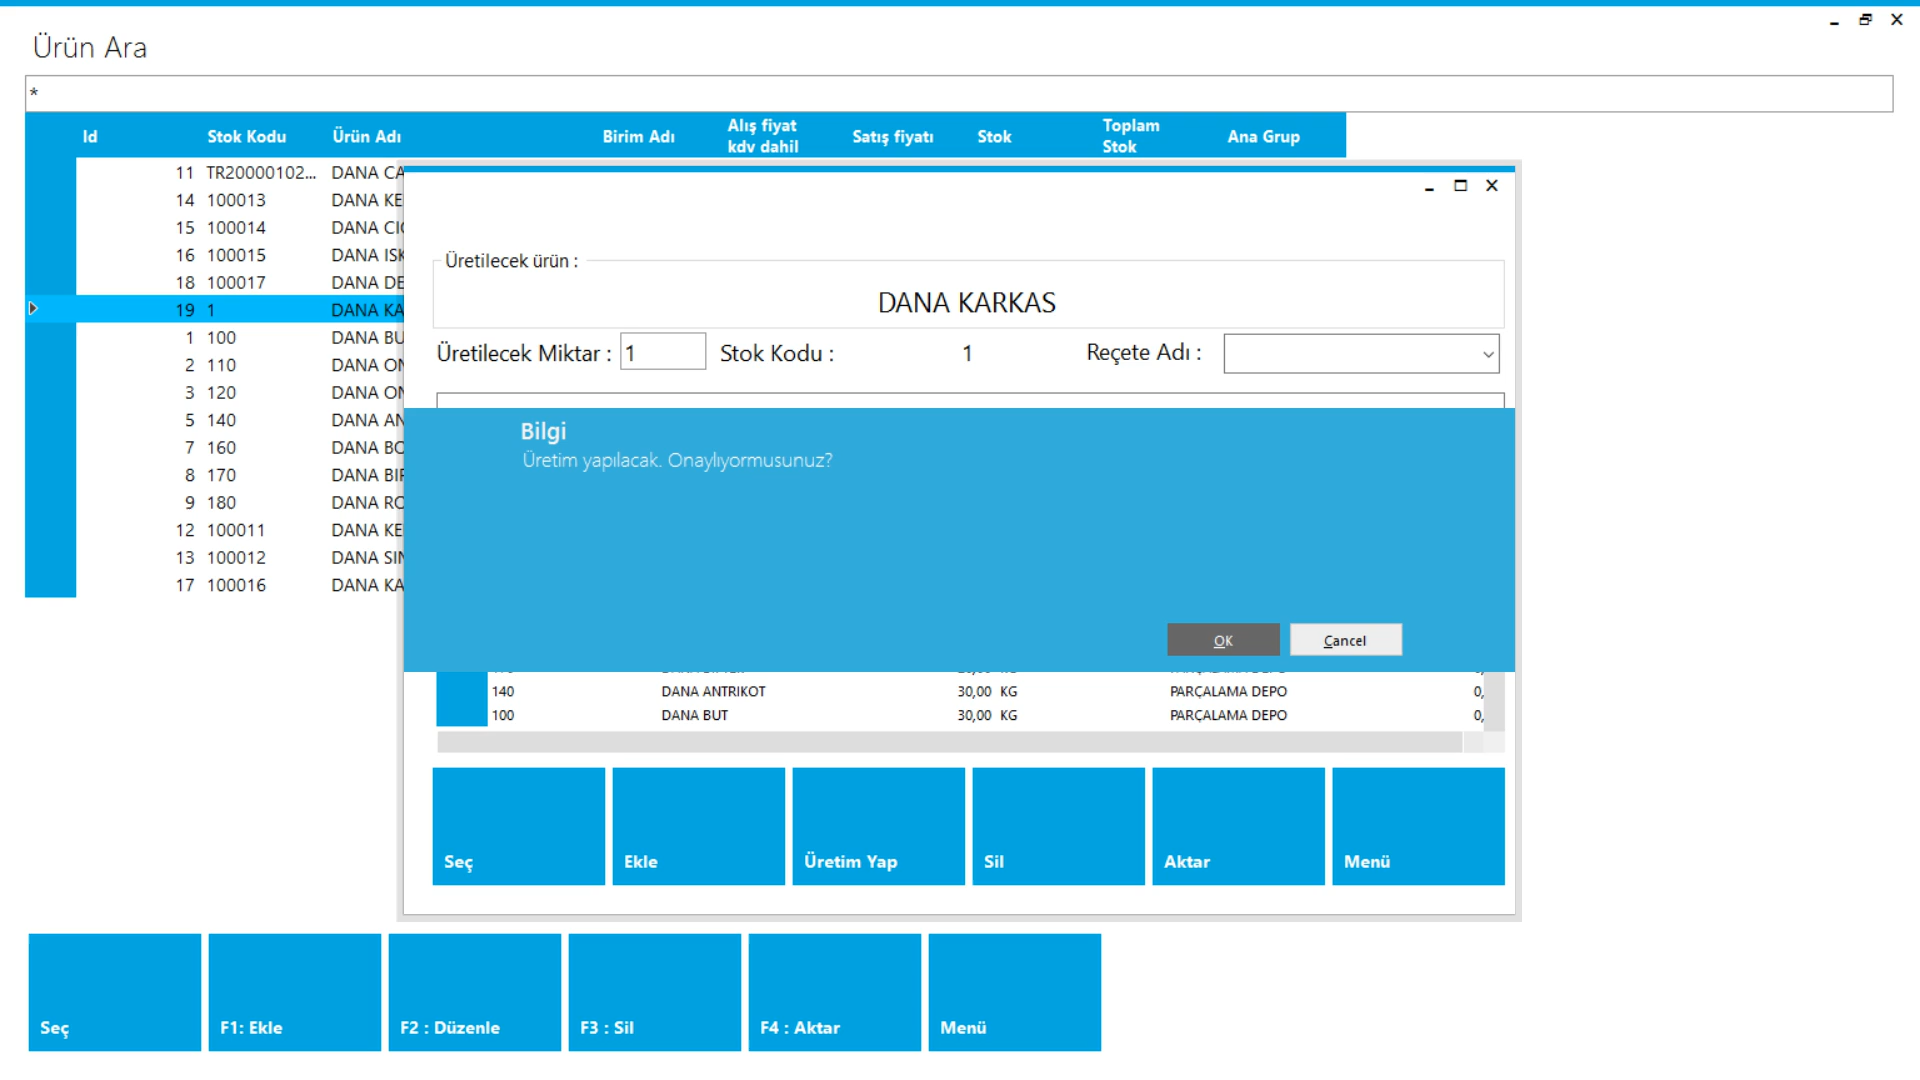 Ürün Ara
*
Id Stok Kodu Ürün Adı Birim Adı Alış fiyat kdv dahil Satış fiyatı Stok Toplam Stok Ana Grup
11 TR20000102... DANA CA
14 100013 DANA KE
15 100014 DANA
16 100015 DANA ISK
18 100017 DANA DE
19 1 DANA KA
1 100 DANA BU
2 110 DANA
3 120 DANA
5 140 DANA AN
7 160 DANA BO
8 170 DANA
9 180 DANA RO
12 100011 DANA KE
13 100012 DANA
17 100016 DANA KA
Üretilecek ürün :
DANA KARKAS
Üretilecek Miktar : 1 Stok Kodu : 1 Reçete Adı :
Bilgi
Üretim yapılacak. Onaylıyormusunuz?
OK Cancel
140 DANA ANTRIKOT 30,00 KG PARÇALAMA DEPO 0,
100 DANA BUT 30,00 KG PARÇALAMA DEPO 0,
Seç Ekle Üretim Yap Sil Aktar Menü
Seç F1: Ekle F2 : Düzenle F3 : Sil F4 : Aktar Menü